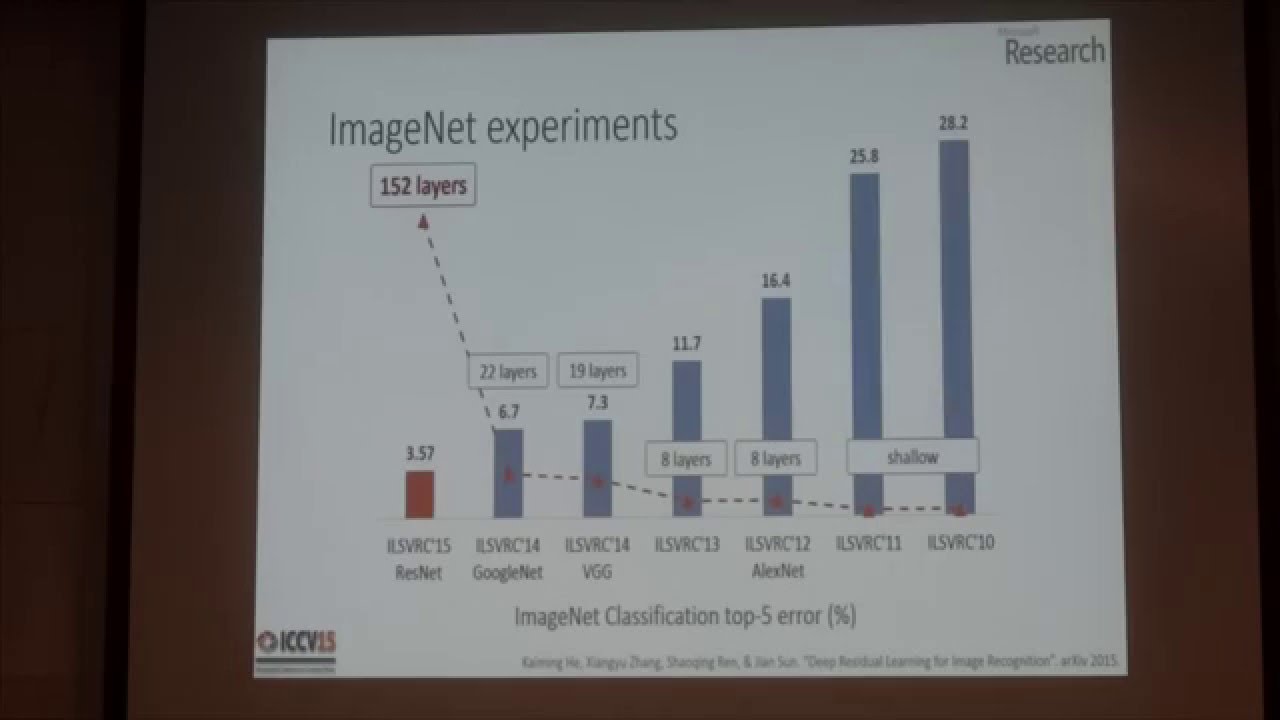 Microsoft
Research
ImageNet experiments
152 layers
28.2
25.8
16.4
11.7
22 layers
19 layers
6.7
7.3
3.57
8 layers
8 layers
shallow
ILSVRC'15
ResNet
ILSVRC'14
GoogleNet
ILSVRC'14
VGG
ILSVRC'13
ILSVRC'12
AlexNet
ILSVRC'11
ILSVRC'10
ImageNet Classification top-5 error (%)
ICCV15
Kaiming He, Xiangyu Zhang, Shaoqing Ren, & Jian Sun. "Deep Residual Learning for Image Recognition". arXiv 2015.